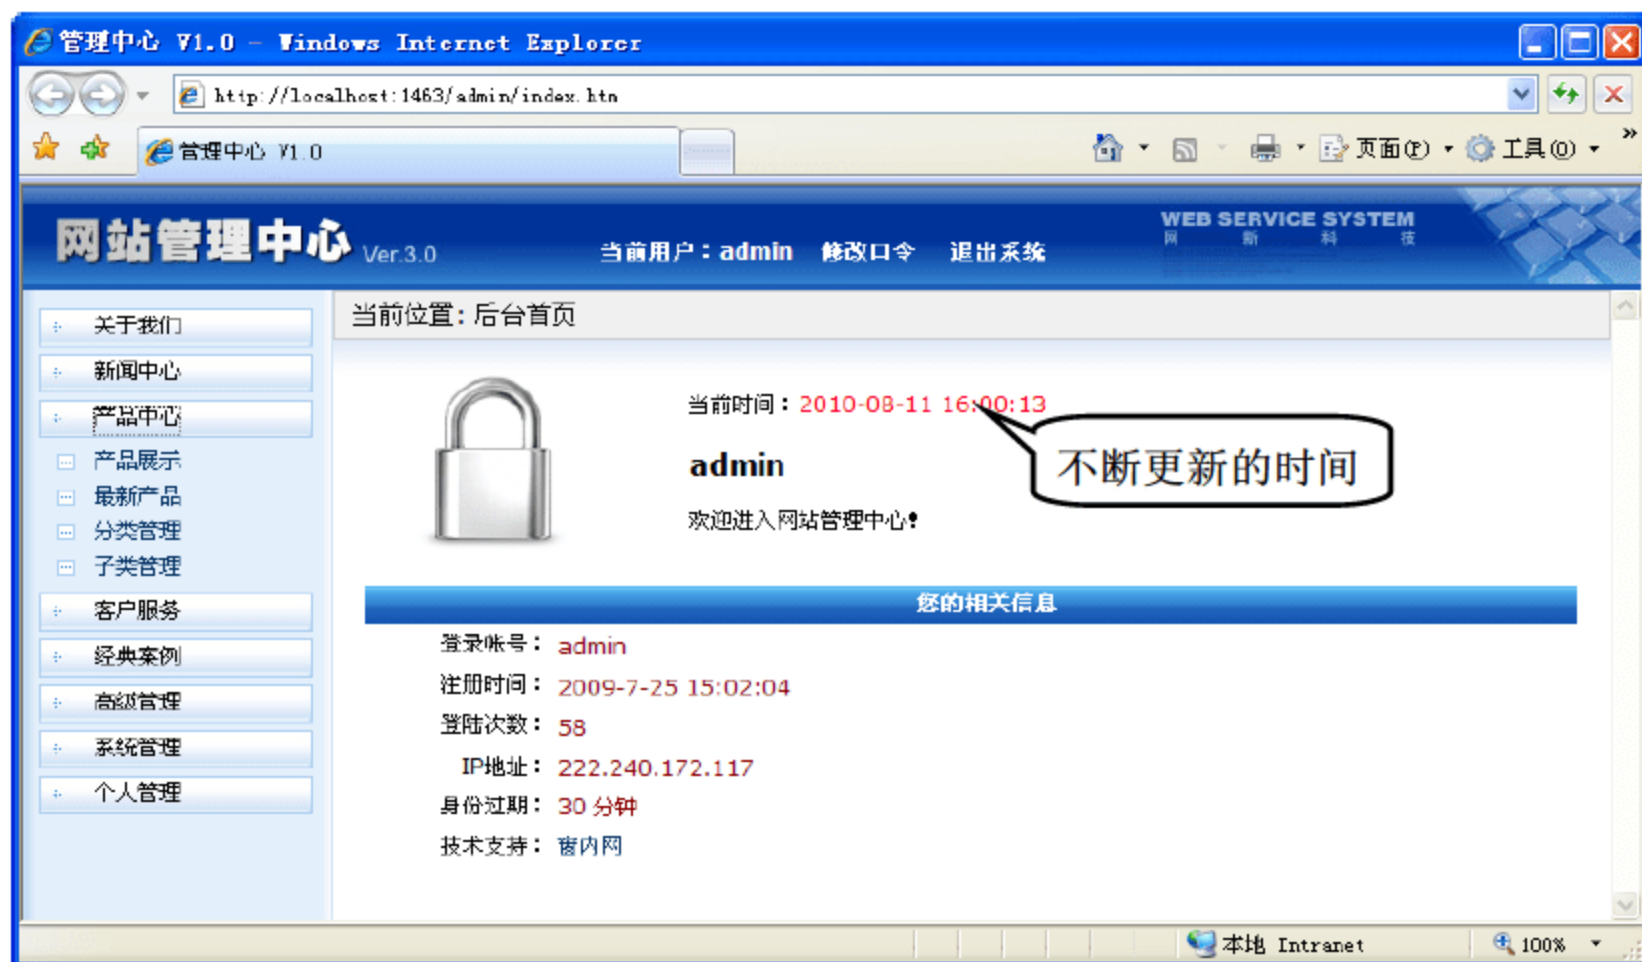 管理中心 V1.0 - Windows Internet Explorer
http://localhost:1463/admin/index.htm
管理中心 V1.0
页面(P) 工具(O) »
网站管理中心 Ver.3.0
当前用户：admin 修改口令 退出系统
WEB SERVICE SYSTEM
网 新 科 技
关于我们
新闻中心
产品中心
产品展示
最新产品
分类管理
子类管理
客户服务
经典案例
高级管理
系统管理
个人管理
当前位置: 后台首页
当前时间：2010-08-11 16:00:13
不断更新的时间
admin
欢迎进入网站管理中心!
您的相关信息
登录帐号： admin
注册时间： 2009-7-25 15:02:04
登陆次数： 58
IP地址： 222.240.172.117
身份过期： 30 分钟
技术支持： 窗内网
本地 Intranet
100%